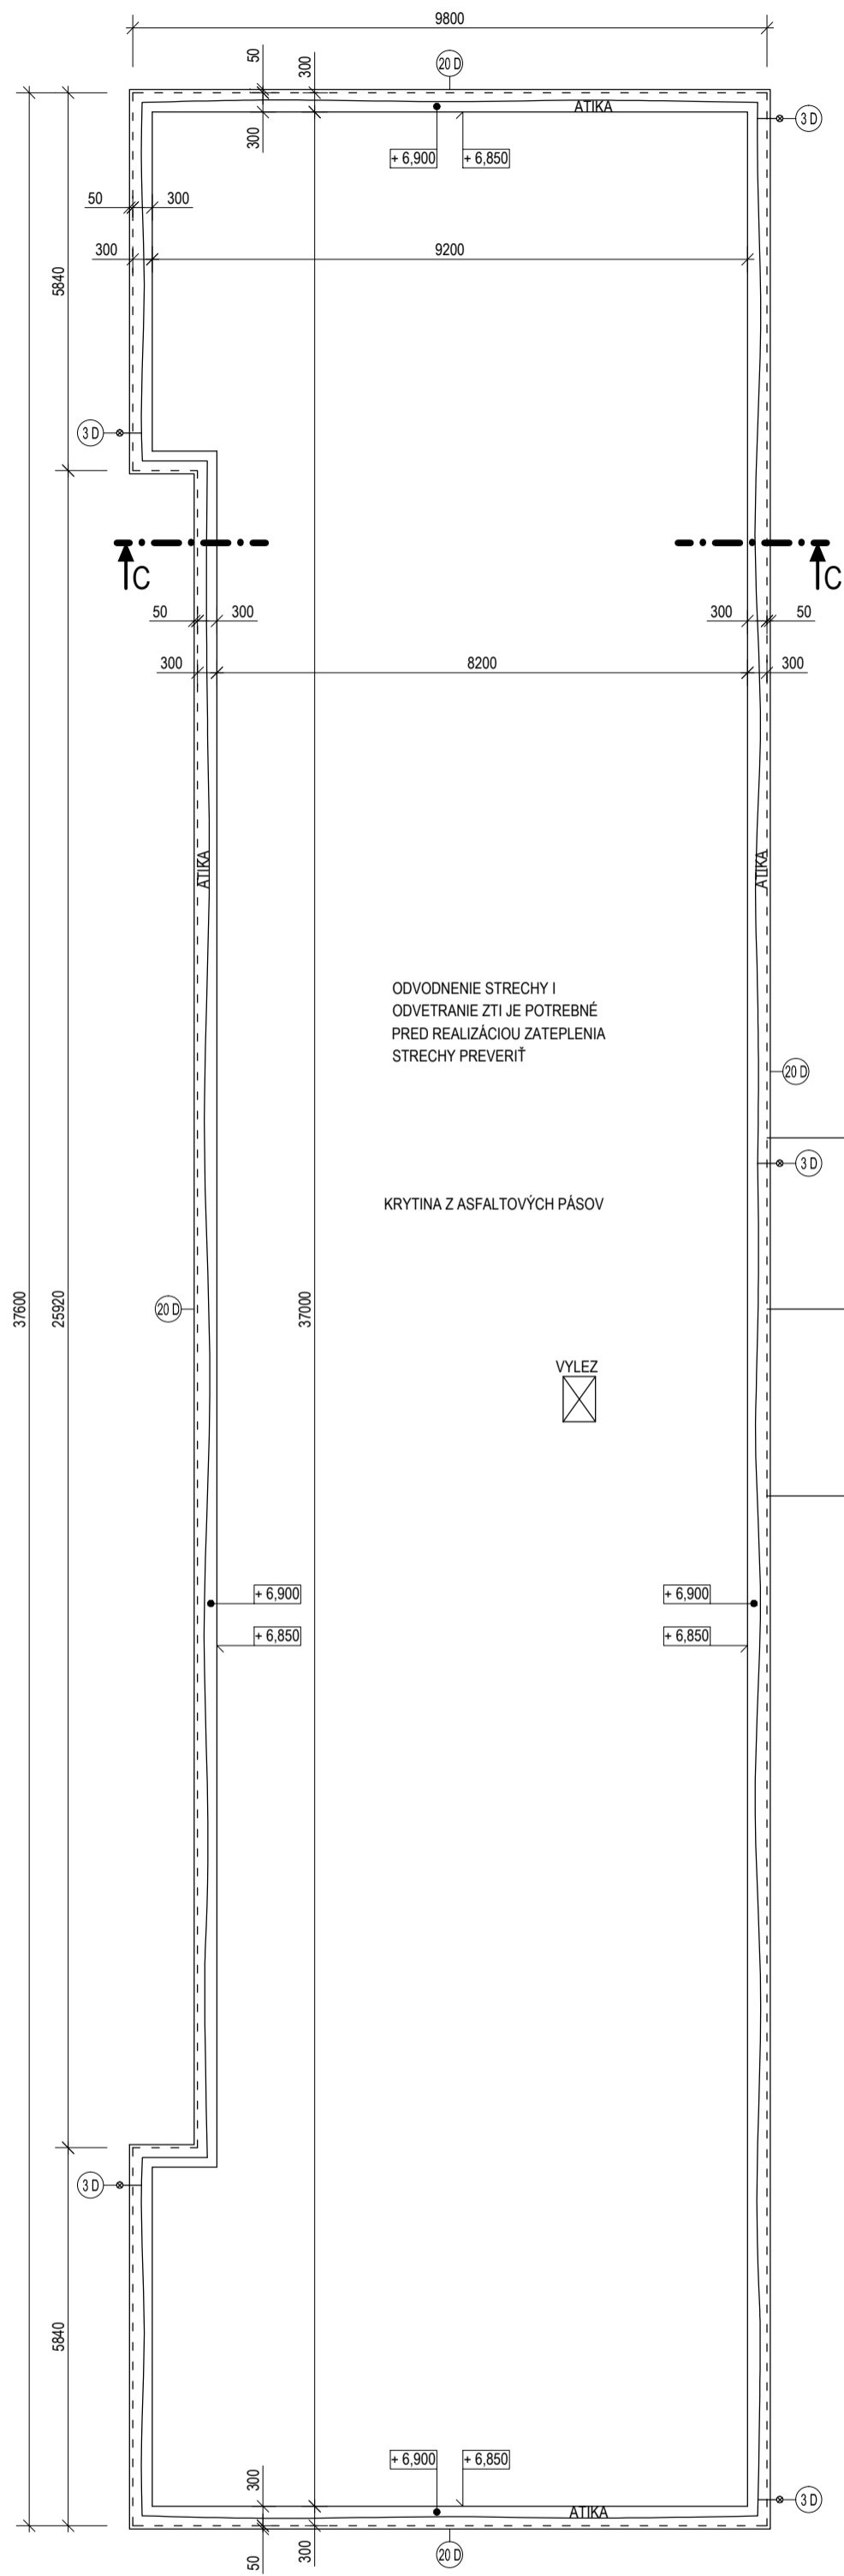 9800
50
300
20 D
ATIKA
3 D
300
+ 6,900
+ 6,850
50
300
300
9200
5840
3 D
C
C
50
300
300
50
300
8200
300
ATIKA
ATIKA
ODVODNENIE STRECHY I
ODVETRANIE ZTI JE POTREBNÉ
PRED REALIZÁCIOU ZATEPLENIA
STRECHY PREVERIŤ
20 D
3 D
KRYTINA Z ASFALTOVÝCH PÁSOV
37600
25920
20 D
37000
VYLEZ
+ 6,900
+ 6,900
+ 6,850
+ 6,850
3 D
5840
+ 6,900
+ 6,850
300
3 D
ATIKA
50
300
20 D